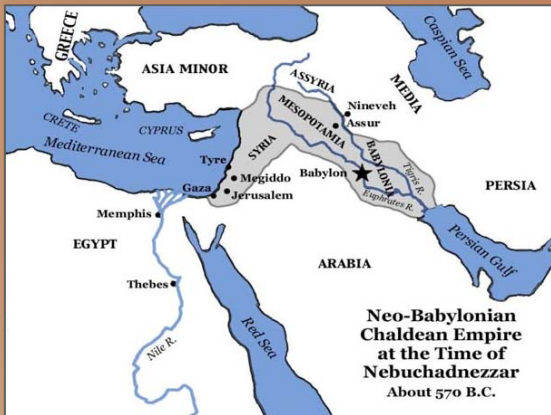 GREECE
ASIA MINOR
Caspian Sea
ASSYRIA
MEDIA
Nineveh
Assur
MESOPOTAMIA
CRETE
CYPRUS
Mediterranean Sea
SYRIA
Tyre
Megiddo
Jerusalem
Gaza
Babylon
BABYLONIA
Tigris R.
Euphrates R.
PERSIA
Memphis
EGYPT
ARABIA
Persian Gulf
Thebes
Nile R.
Red Sea
Neo-Babylonian
Chaldean Empire
at the Time of
Nebuchadnezzar
About 570 B.C.